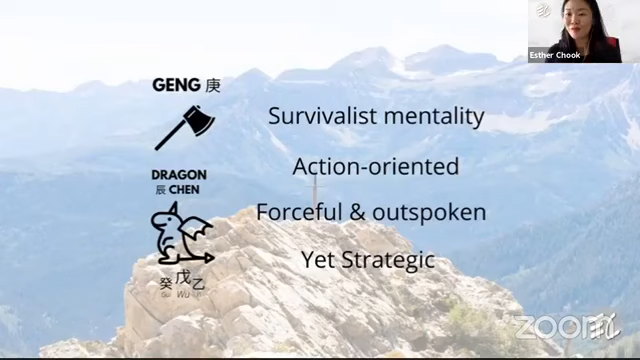 Esther Chook
GENG 庚
Survivalist mentality
Action-oriented
DRAGON
辰 CHEN
Forceful & outspoken
Yet Strategic
癸 戊 乙
Gui Wu Yi
zoom